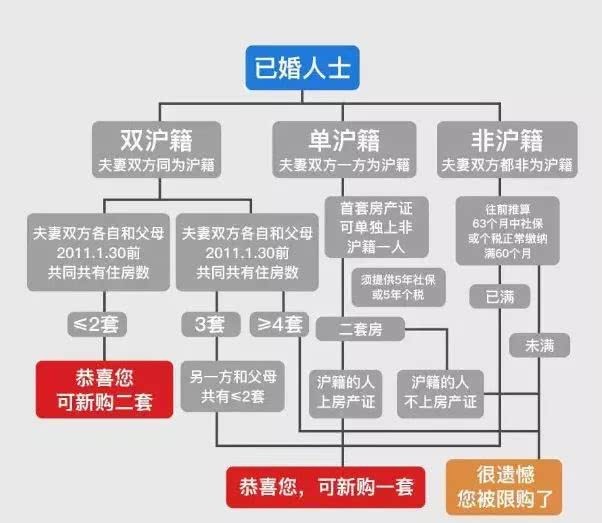 已婚人士
双沪籍
夫妻双方同为沪籍
单沪籍
夫妻双方一方为沪籍
非沪籍
夫妻双方都非为沪籍
夫妻双方各自和父母
2011.1.30前
共同共有住房数
夫妻双方各自和父母
2011.1.30前
共同共有住房数
首套房产证
可单独上非
沪籍一人
往前推算
63个月中社保
或个税正常缴纳
满60个月
须提供5年社保
或5年个税
已满
≤2套
3套
≥4套
二套房
未满
恭喜您
可新购二套
另一方和父母
共有≤2套
沪籍的人
上房产证
沪籍的人
不上房产证
恭喜您，可新购一套
很遗憾
您被限购了